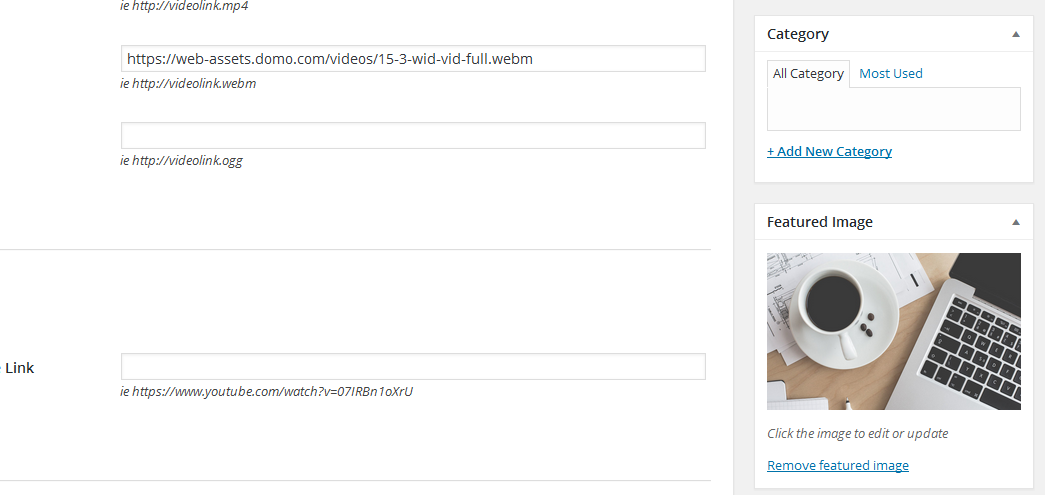 ie http://videolink.mp4
https://web-assets.domo.com/videos/15-3-wid-vid-full.webm
ie http://videolink.webm
ie http://videolink.ogg
Link
ie https://www.youtube.com/watch?v=07IRBn1oXrU
Category
All Category
Most Used
+ Add New Category
Featured Image
Click the image to edit or update
Remove featured image